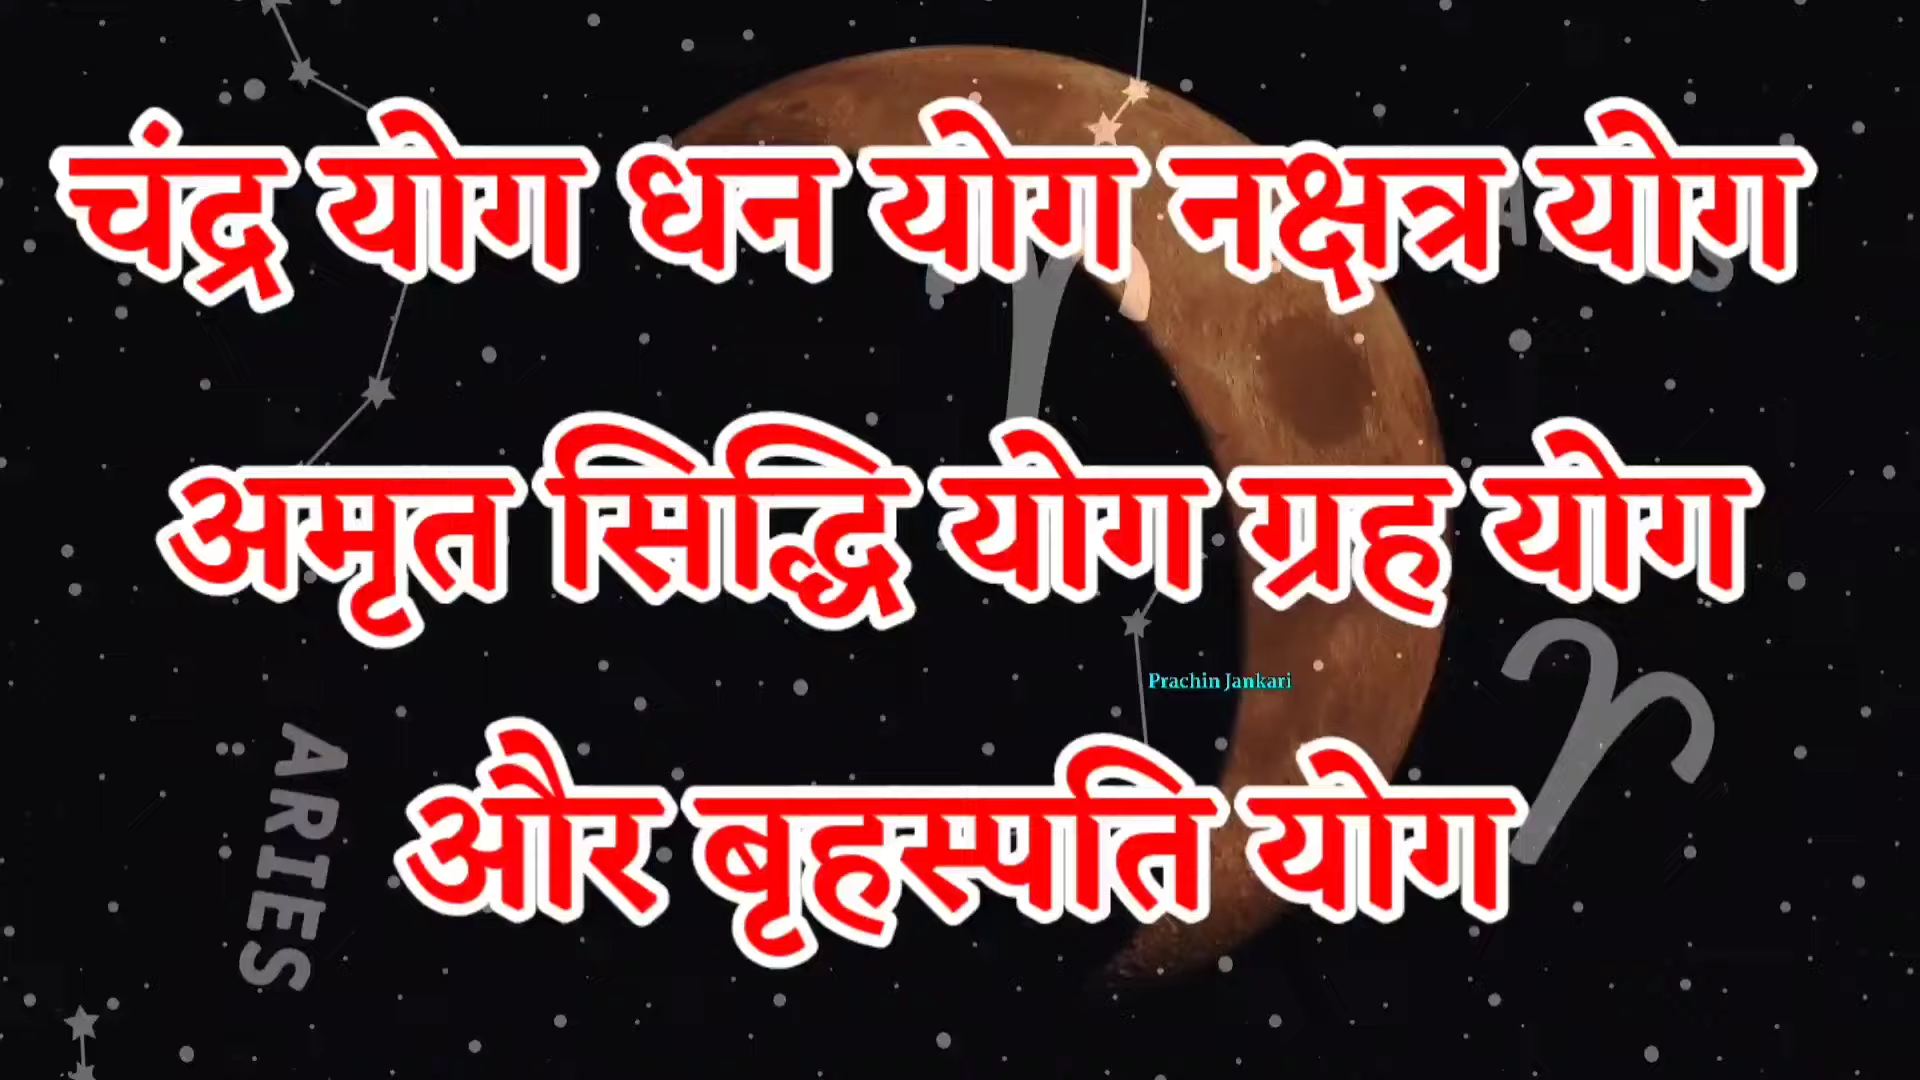 चंद्र योग धन योग नक्षत्र योग
अमृत सिद्धि योग ग्रह योग
Prachin Jankari
और बृहस्पति योग
ARIES